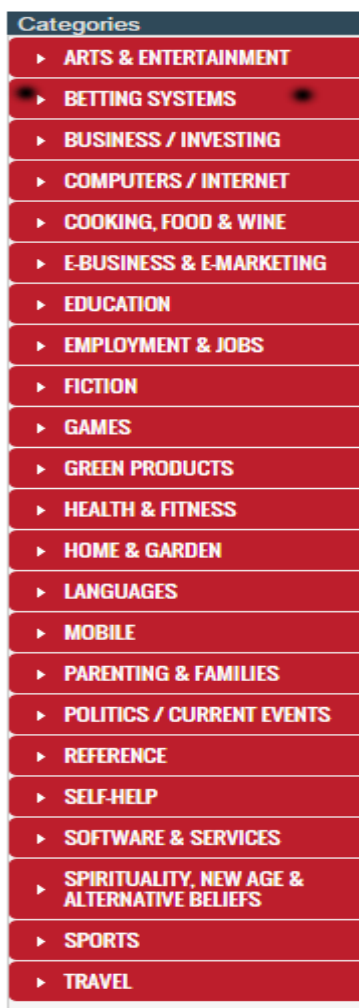 Categories
ARTS & ENTERTAINMENT
BETTING SYSTEMS
BUSINESS / INVESTING
COMPUTERS / INTERNET
COOKING, FOOD & WINE
E-BUSINESS & E-MARKETING
EDUCATION
EMPLOYMENT & JOBS
FICTION
GAMES
GREEN PRODUCTS
HEALTH & FITNESS
HOME & GARDEN
LANGUAGES
MOBILE
PARENTING & FAMILIES
POLITICS / CURRENT EVENTS
REFERENCE
SELF-HELP
SOFTWARE & SERVICES
SPIRITUALITY, NEW AGE &
ALTERNATIVE BELIEFS
SPORTS
TRAVEL